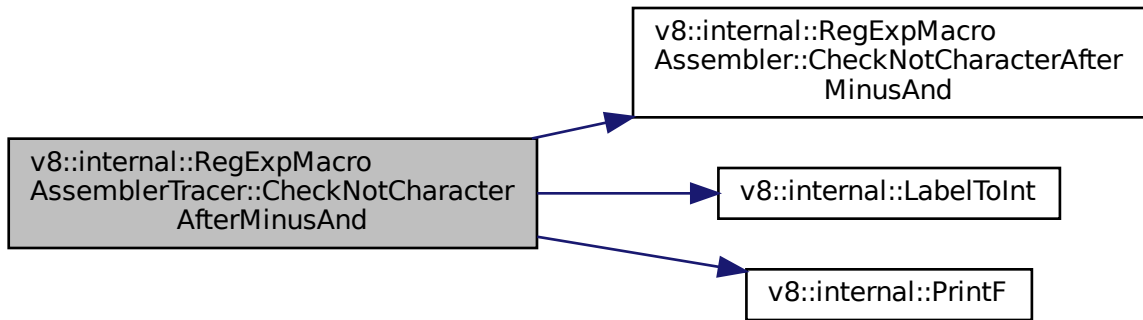 v8::internal::RegExpMacro
AssemblerTracer::CheckNotCharacter
AfterMinusAnd
v8::internal::RegExpMacro
Assembler::CheckNotCharacterAfter
MinusAnd
v8::internal::LabelToInt
v8::internal::PrintF